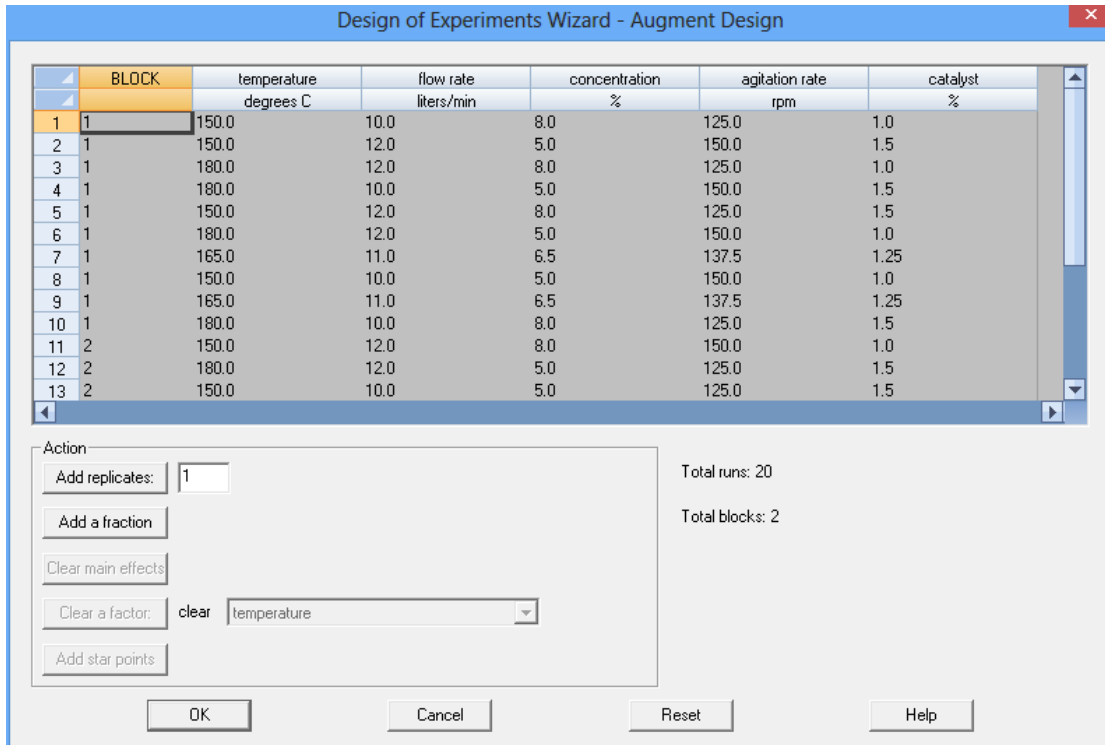 Design of Experiments Wizard - Augment Design
BLOCK temperature flow rate concentration agitation rate catalyst
degrees C liters/min % rpm %
1 1 150.0 10.0 8.0 125.0 1.0
2 1 150.0 12.0 5.0 150.0 1.5
3 1 180.0 12.0 8.0 125.0 1.0
4 1 180.0 10.0 5.0 150.0 1.5
5 1 150.0 12.0 8.0 125.0 1.5
6 1 180.0 12.0 5.0 150.0 1.0
7 1 165.0 11.0 6.5 137.5 1.25
8 1 150.0 10.0 5.0 150.0 1.0
9 1 165.0 11.0 6.5 137.5 1.25
10 1 180.0 10.0 8.0 125.0 1.5
11 2 150.0 12.0 8.0 150.0 1.0
12 2 180.0 12.0 5.0 125.0 1.5
13 2 150.0 10.0 5.0 125.0 1.5
Action
Add replicates: 1
Total runs: 20
Add a fraction
Total blocks: 2
Clear main effects
Clear a factor: clear temperature
Add star points
OK Cancel Reset Help